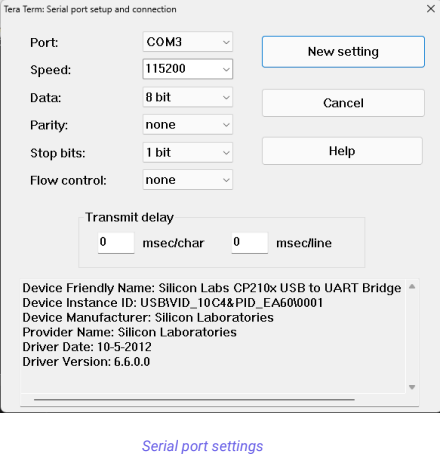 Tera Term: Serial port setup and connection
Port: COM3
New setting
Speed: 115200
Data: 8 bit
Cancel
Parity: none
Stop bits: 1 bit
Help
Flow control: none
Transmit delay
0 msec/char 0 msec/line
Device Friendly Name: Silicon Labs CP210x USB to UART Bridge
Device Instance ID: USB\VID_10C4&PID_EA60\0001
Device Manufacturer: Silicon Laboratories
Provider Name: Silicon Laboratories
Driver Date: 10-5-2012
Driver Version: 6.6.0.0
Serial port settings